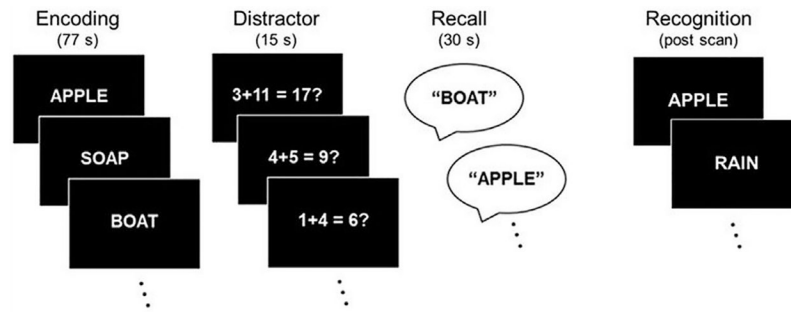 Encoding
(77 s)
APPLE
SOAP
BOAT
Distractor
(15 s)
3+11 = 17?
4+5 = 9?
1+4 = 6?
Recall
(30 s)
“BOAT”
“APPLE”
Recognition
(post scan)
APPLE
RAIN